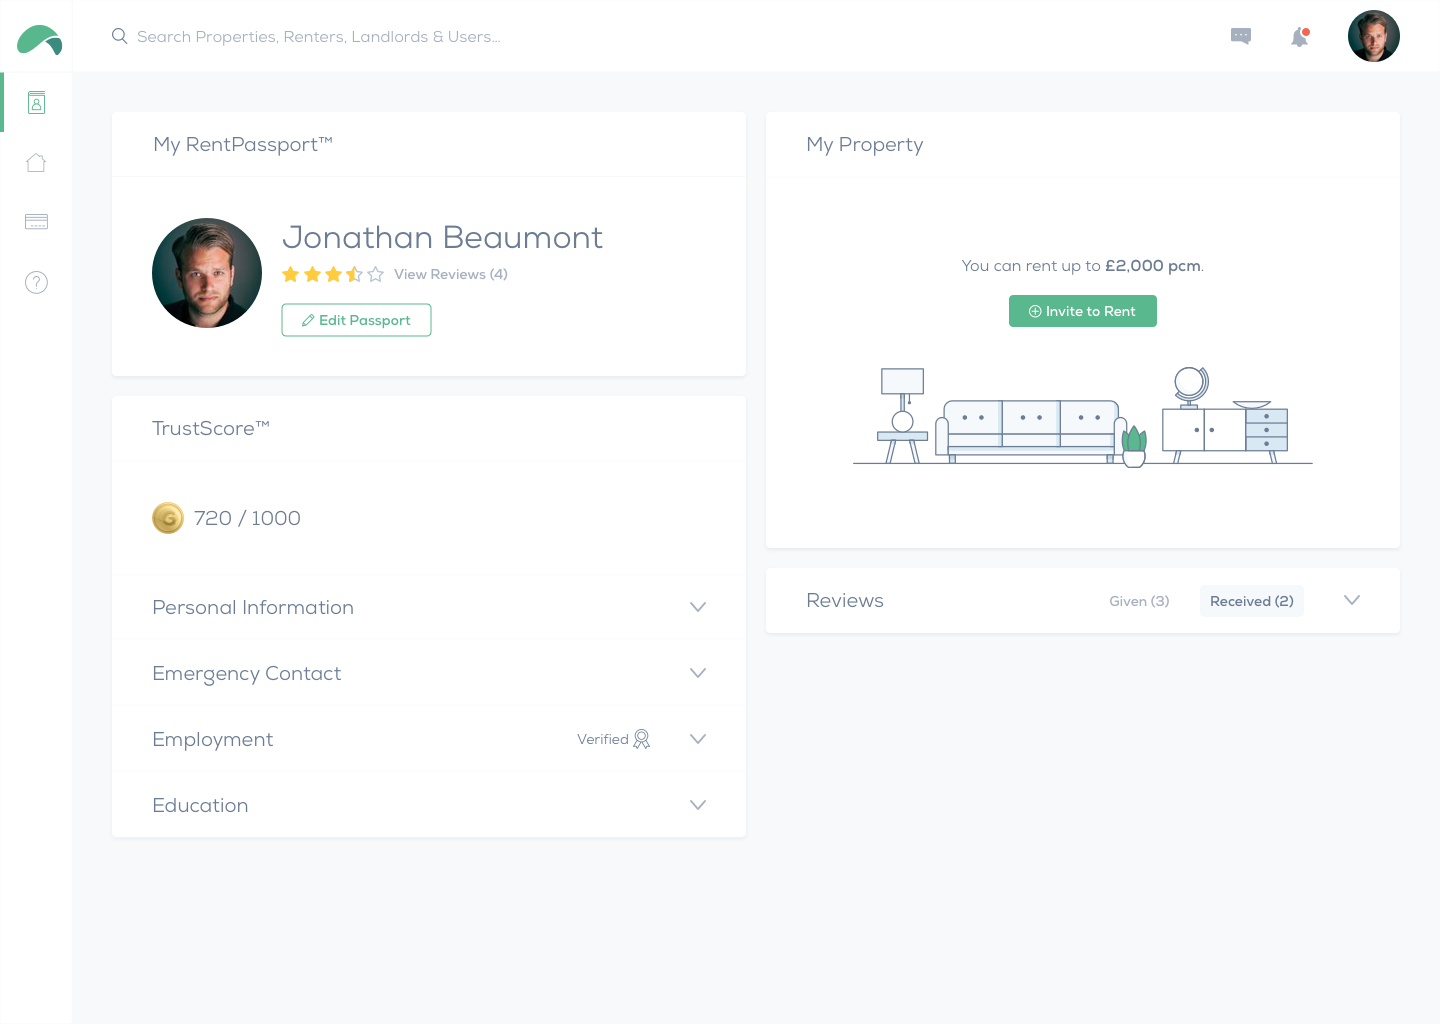 Search Properties, Renters, Landlords & Users...
My RentPassport™
Jonathan Beaumont
View Reviews (4)
Edit Passport
TrustScore™
G
720 / 1000
Personal Information
Emergency Contact
Employment
Verified
Education
My Property
You can rent up to £2,000 pcm.
Invite to Rent
Reviews
Given (3)
Received (2)